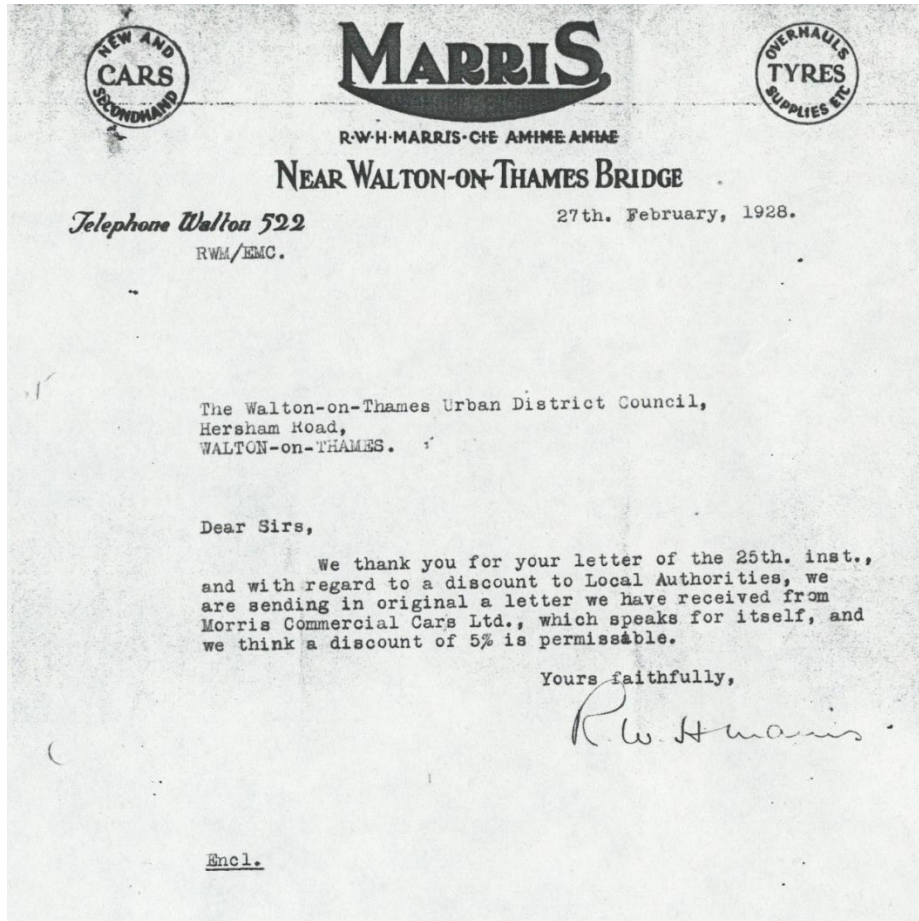 NEW AND
CARS
SECONDHAND
MARRIS
OVERHAULS
TYRES
SUPPLIES ETC
R·W·H·MARRIS·CIE AMIME AMIAE
NEAR WALTON-ON-THAMES BRIDGE
Telephone Walton 522
27th. February, 1928.
RWM/EMC.
The Walton-on-Thames Urban District Council,
Hersham Road,
WALTON-on-THAMES.
Dear Sirs,
We thank you for your letter of the 25th. inst.,
and with regard to a discount to Local Authorities, we
are sending in original a letter we have received from
Morris Commercial Cars Ltd., which speaks for itself, and
we think a discount of 5% is permissable.
Yours faithfully,
R.W.H Marris
Encl.